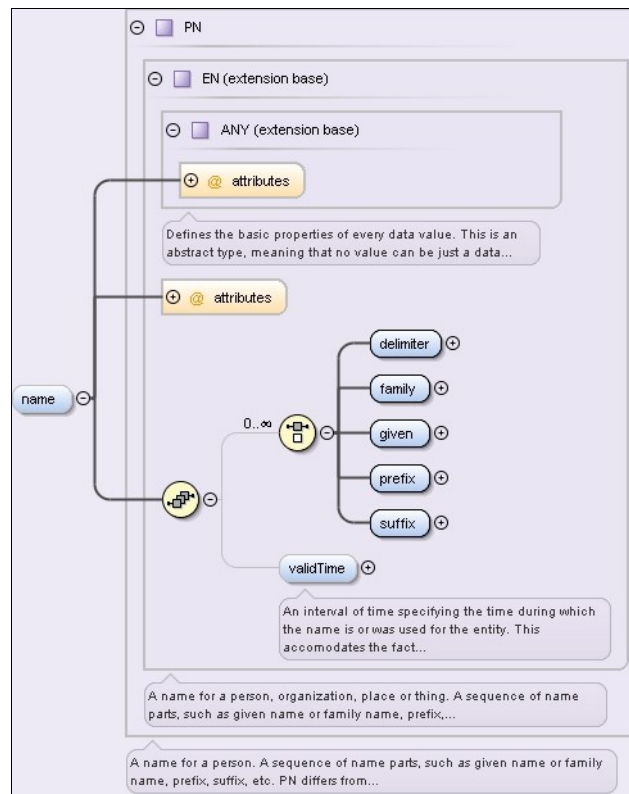 PN
EN (extension base)
ANY (extension base)
@ attributes
Defines the basic properties of every data value. This is an
abstract type, meaning that no value can be just a data...
@ attributes
delimiter
family
0..∞
given
name
prefix
suffix
validTime
An interval of time specifying the time during which
the name is or was used for the entity. This
accomodates the fact...
A name for a person, organization, place or thing. A sequence of name
parts, such as given name or family name, prefix,...
A name for a person. A sequence of name parts, such as given name or family
name, prefix, suffix, etc. PN differs from...